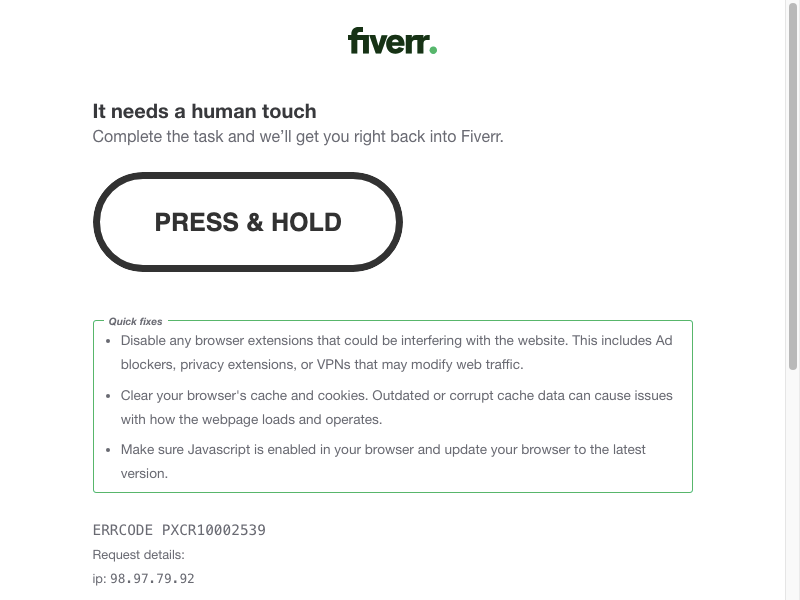 fiverr.
It needs a human touch
Complete the task and we’ll get you right back into Fiverr.
PRESS & HOLD
Quick fixes
• Disable any browser extensions that could be interfering with the website. This includes Ad
blockers, privacy extensions, or VPNs that may modify web traffic.
• Clear your browser's cache and cookies. Outdated or corrupt cache data can cause issues
with how the webpage loads and operates.
• Make sure Javascript is enabled in your browser and update your browser to the latest
version.
ERRCODE PXCR10002539
Request details:
ip: 98.97.79.92